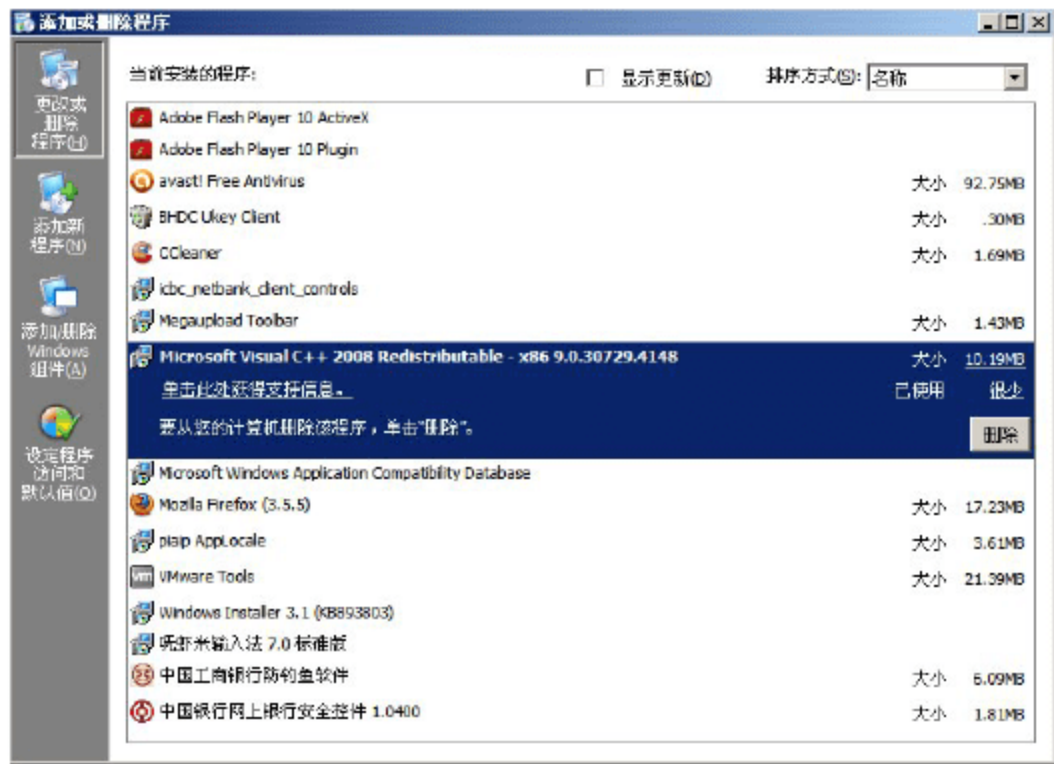 添加或删除程序
更改或
删除
程序(H)
添加新
程序(N)
添加/删除
Windows
组件(A)
设定程序
访问和
默认值(O)
当前安装的程序:
显示更新(D)
排序方式(S): 名称
Adobe Flash Player 10 ActiveX
Adobe Flash Player 10 Plugin
avast! Free Antivirus 大小 92.75MB
BHDC Ukey Client 大小 .30MB
CCleaner 大小 1.69MB
icbc_netbank_client_controls
Megaupload Toolbar 大小 1.43MB
Microsoft Visual C++ 2008 Redistributable - x86 9.0.30729.4148 大小 10.19MB
单击此处获得支持信息。 已使用 很少
要从您的计算机删除该程序，单击“删除”。 删除
Microsoft Windows Application Compatibility Database
Mozilla Firefox (3.5.5) 大小 17.23MB
piaip AppLocale 大小 3.61MB
VMware Tools 大小 21.39MB
Windows Installer 3.1 (KB893803)
呒虾米输入法 7.0 标准版
中国工商银行防钓鱼软件 大小 6.09MB
中国银行网上银行安全控件 1.0400 大小 1.81MB